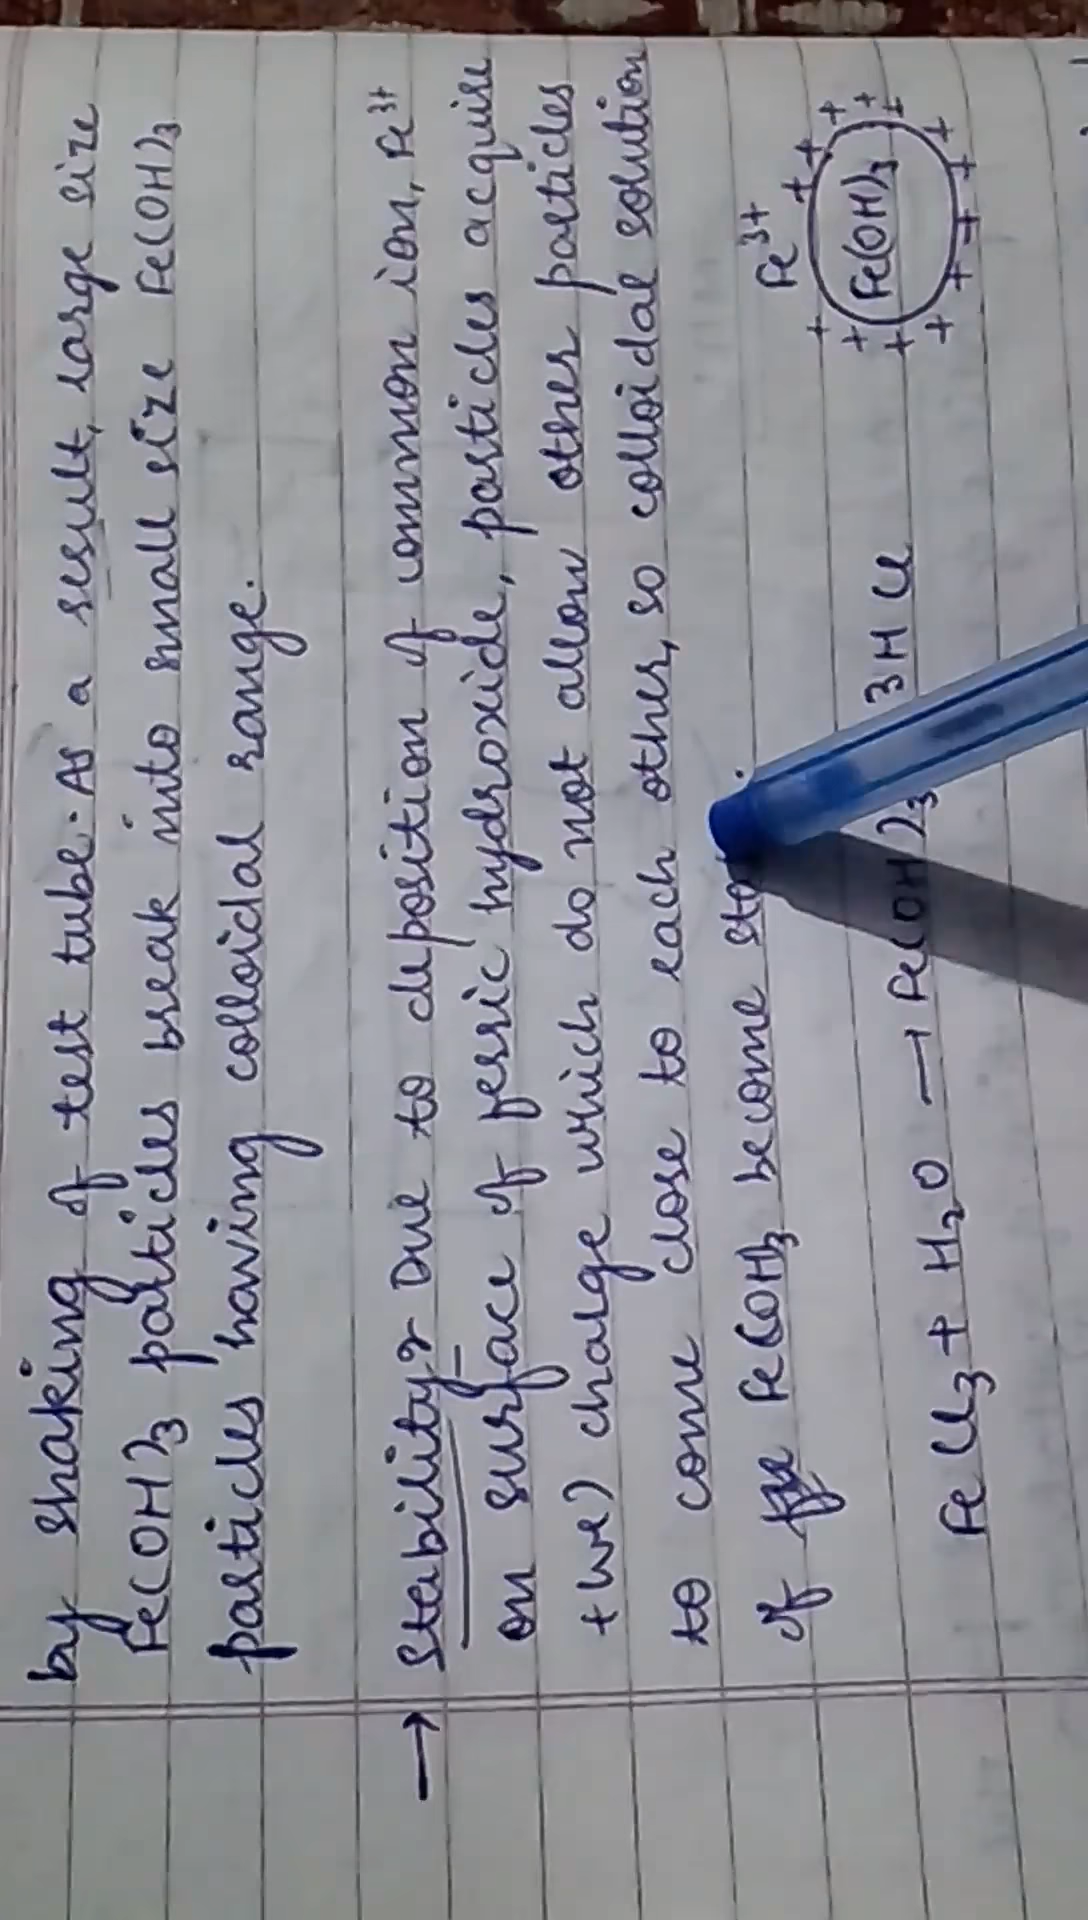 by shaking of test tube. As a result, large size
Fe(OH)3 particles break into small size Fe(OH)3
particles having colloidal range.
→ Stability:- Due to deposition of common ion, Fe3+
on surface of ferric hydroxide, particles acquire
+ve) charge which do not allow other particles
to come close to each other, so colloidal solution
of Fe(OH)3 become sta
Fe3+
Fe(OH)3
+ + + + + + + + + + + + + +
FeCl3 + H2O → Fe(OH)3 3HCl